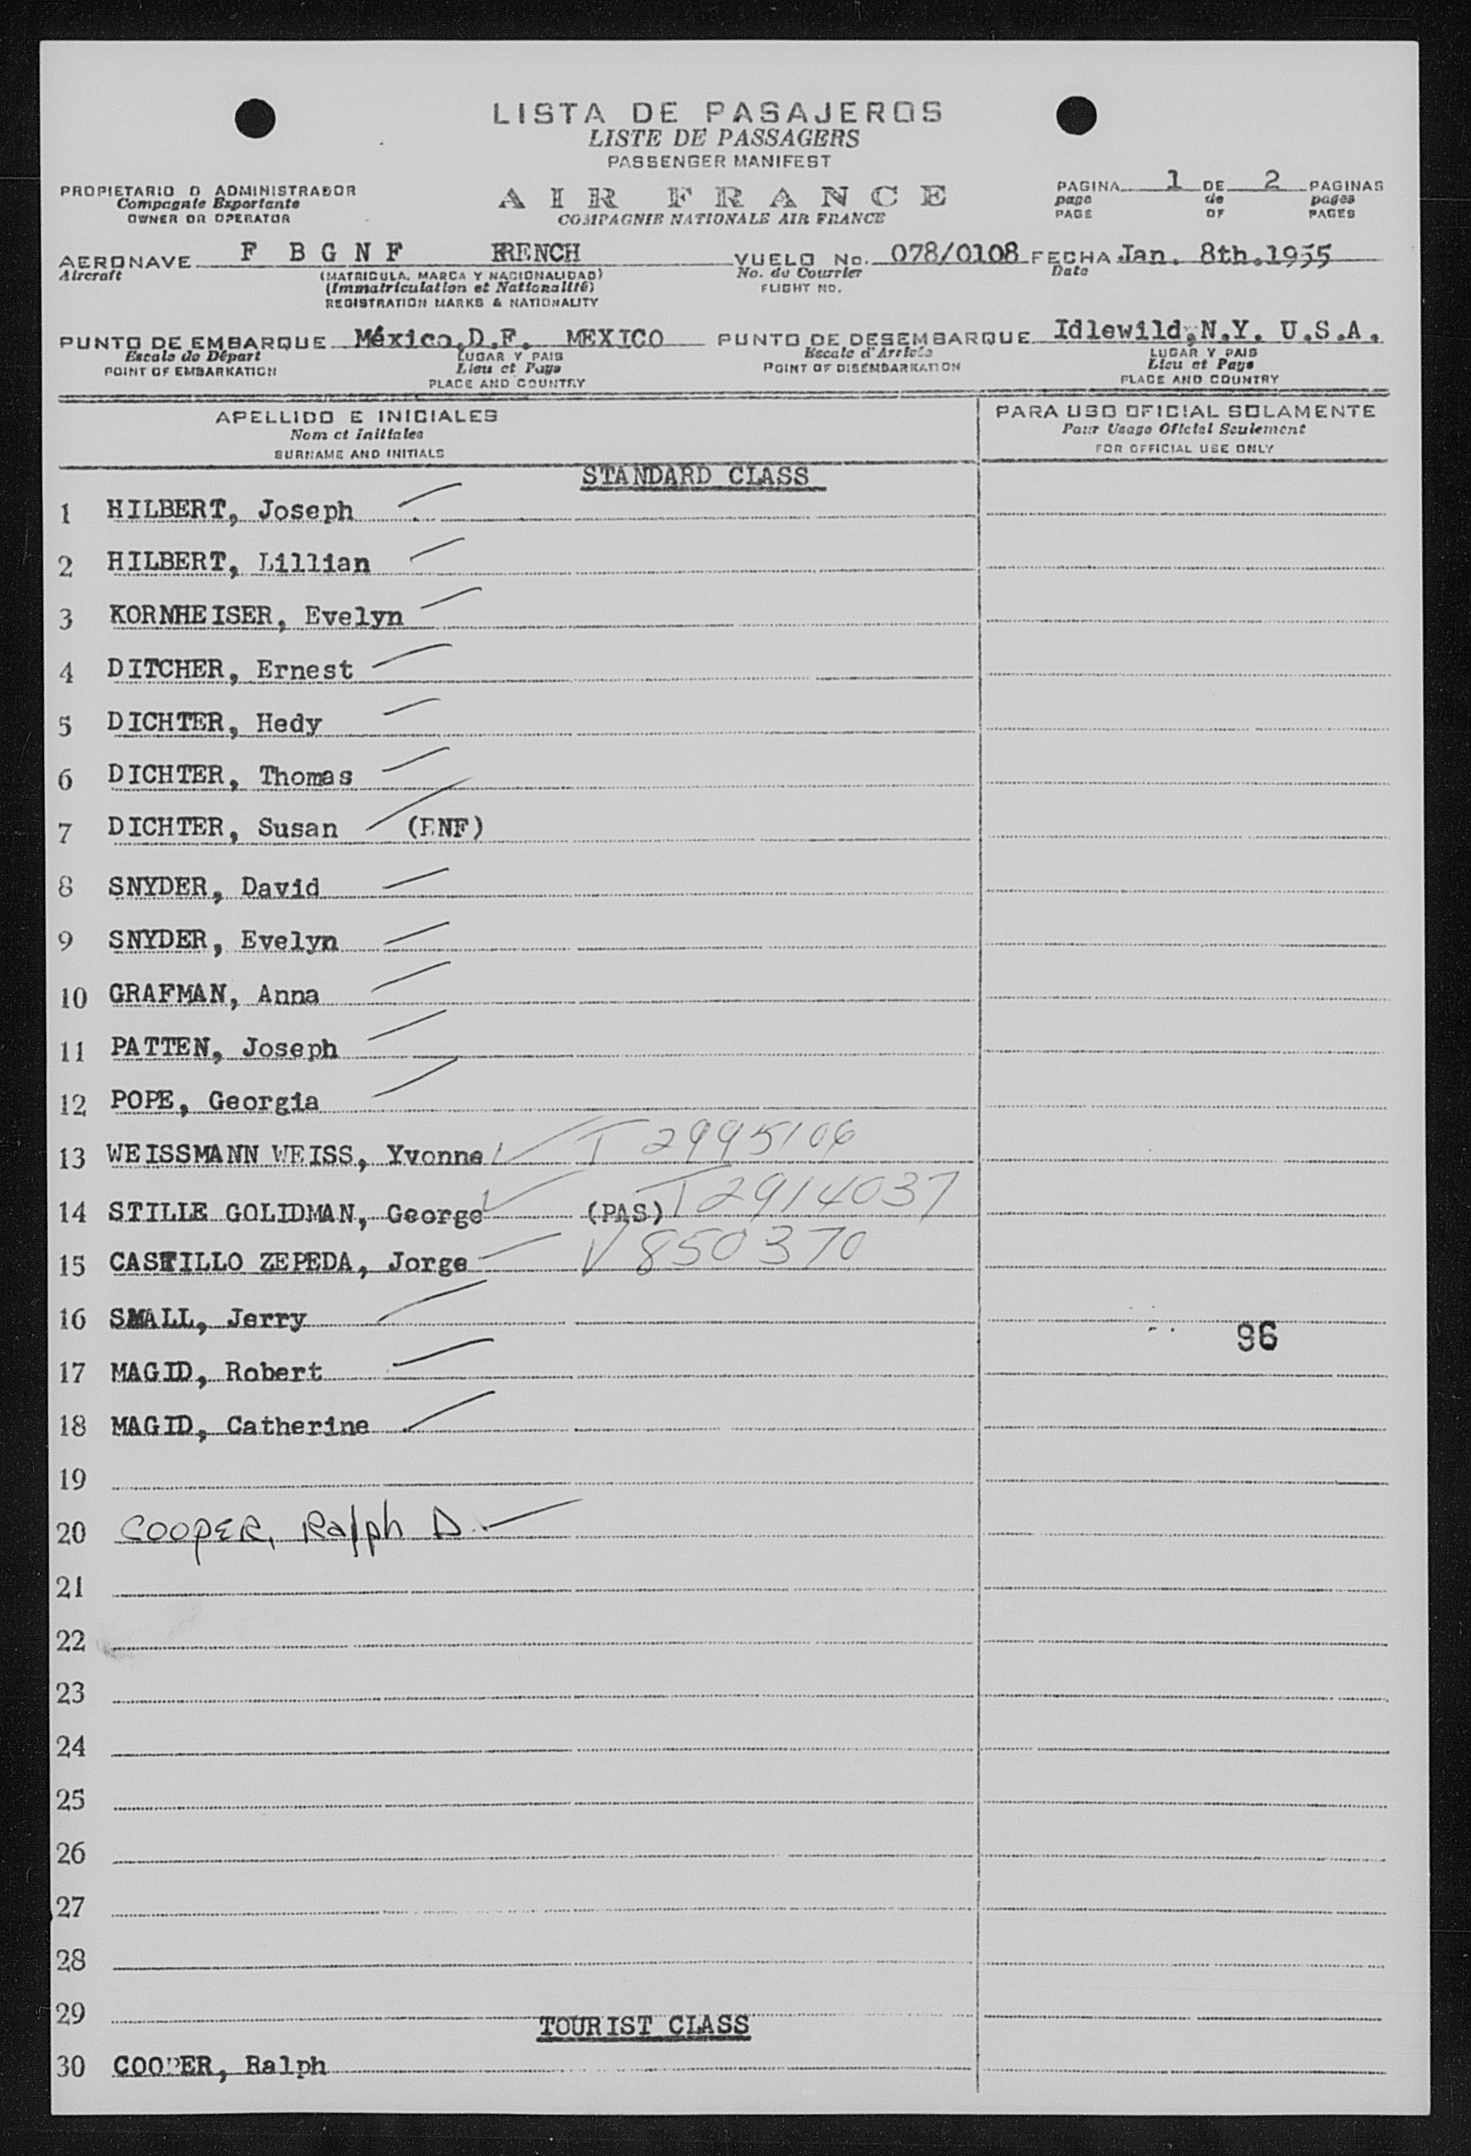 LISTA DE PASAJEROS
LISTE DE PASSAGERS
PASSENGER MANIFEST
PROPIETARIO O ADMINISTRADOR
Compagnie Exportante
OWNER OR OPERATOR
AIR FRANCE
COMPAGNIE NATIONALE AIR FRANCE
PAGINA 1 DE 2 PAGINAS
page de pages
PAGE OF PAGES
AERONAVE F B G N F FRENCH VUELO No. 078/0108 FECHA Jan. 8th.1955
Aircraft (MATRICULA, MARCA Y NACIONALIDAD) No. du Courrier Date
(Immatriculation et Nationalité) FLIGHT NO.
REGISTRATION MARKS & NATIONALITY
PUNTO DE EMBARQUE México,D.F. MEXICO PUNTO DE DESEMBARQUE Idlewild,N.Y. U.S.A.
Escale de Départ LUGAR Y PAIS Escale d'Arrivée LUGAR Y PAIS
POINT OF EMBARKATION Lieu et Pays POINT OF DISEMBARKATION Lieu et Pays
PLACE AND COUNTRY PLACE AND COUNTRY
APELLIDO E INICIALES PARA USO OFICIAL SOLAMENTE
Nom et Initiales Pour Usage Officiel Seulement
SURNAME AND INITIALS FOR OFFICIAL USE ONLY
STANDARD CLASS
1 HILBERT, Joseph
2 HILBERT, Lillian
3 KORNHEISER, Evelyn
4 DITCHER, Ernest
5 DICHTER, Hedy
6 DICHTER, Thomas
7 DICHTER, Susan (ENF)
8 SNYDER, David
9 SNYDER, Evelyn
10 GRAFMAN, Anna
11 PATTEN, Joseph
12 POPE, Georgia
13 WEISSMANN WEISS, Yvonne T 2995106
14 STILLE GOLIDMAN, George (PAS) T2914037
15 CASTILLO ZEPEDA, Jorge V 850370
16 SMALL, Jerry
96
17 MAGID, Robert
18 MAGID, Catherine
19
20 COOPER, Ralph D.
21
22
23
24
25
26
27
28
29
TOURIST CLASS
30 COOPER, Ralph